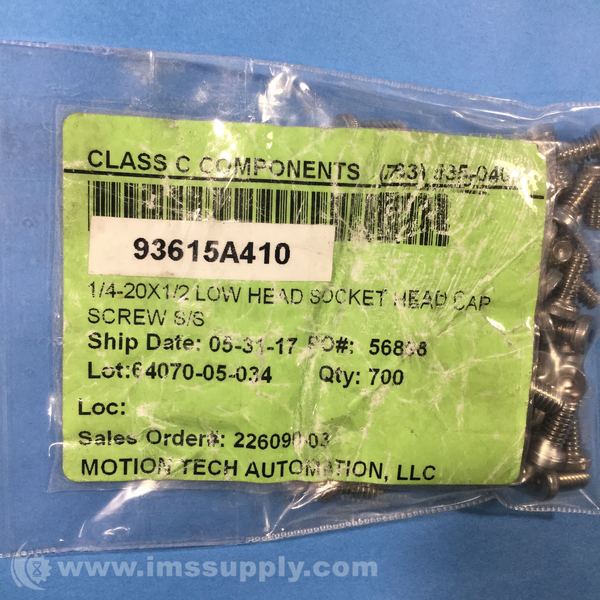 CLASS C COMPONENTS
93615A410
1/4-20X1/2 LOW HEAD SOCKET HEAD CAP
SCREW S/S
Ship Date: 05-31-17 PO#:
Lot:64070-05-034 Qty: 700
Loc:
Sales Order#:
MOTION TECH AUTOMATION, LLC
www.imssupply.com